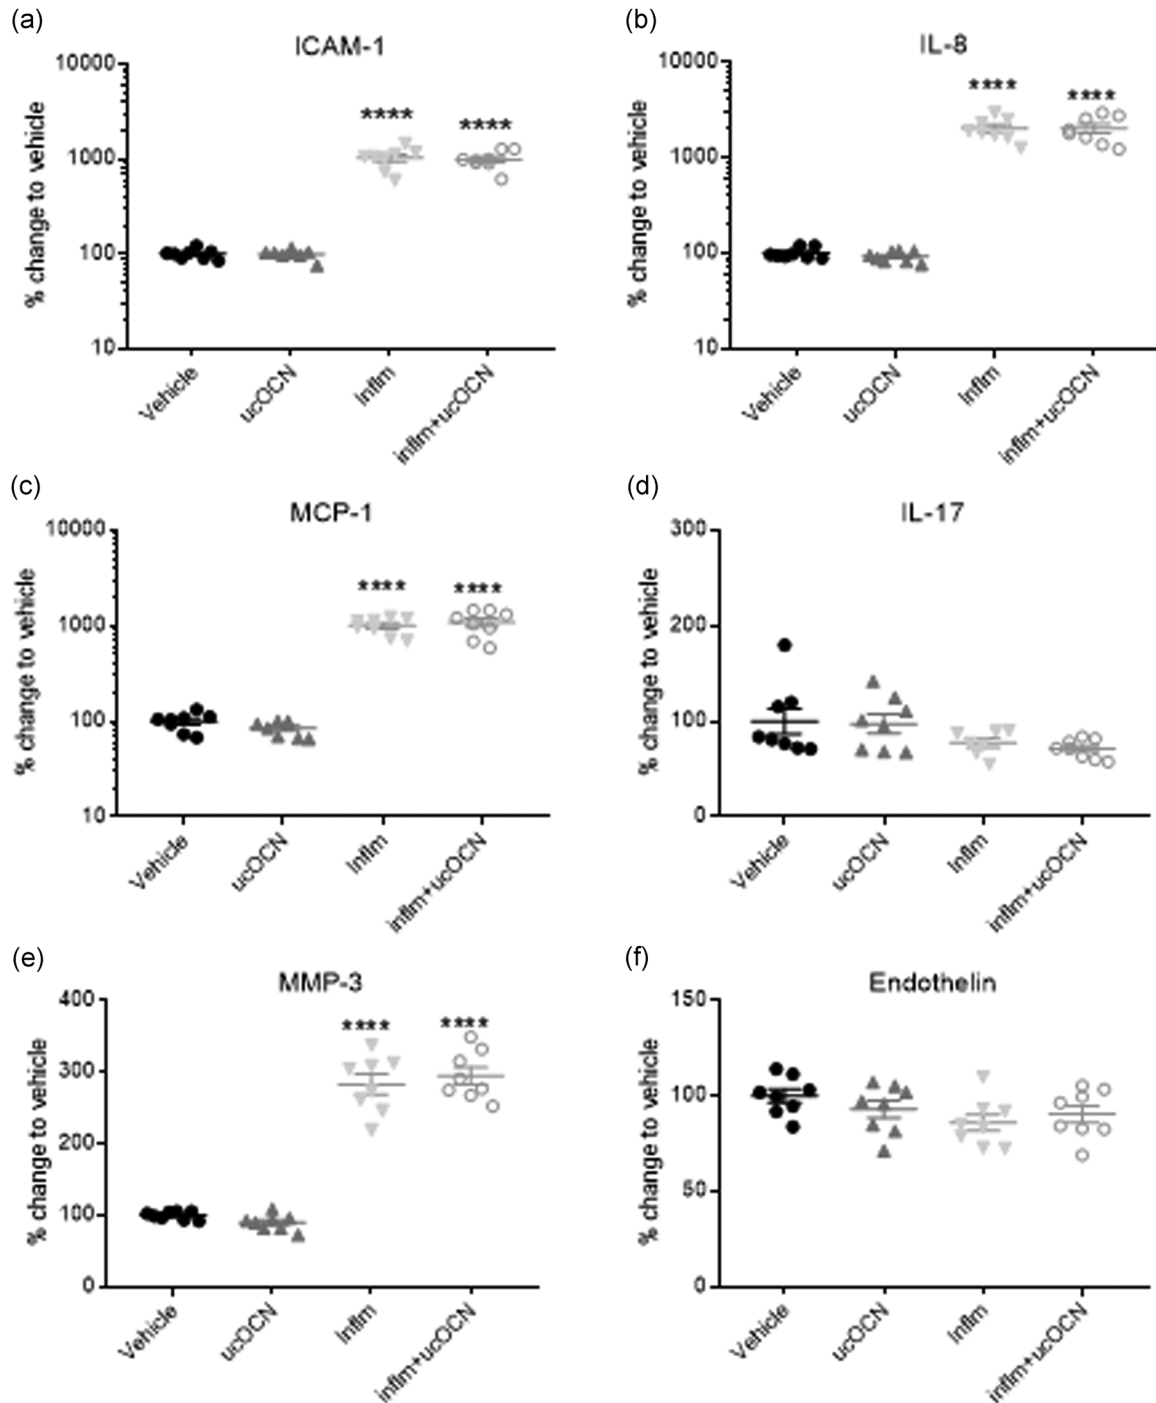 (a)
ICAM-1
% change to vehicle
10000
1000
100
10
****
****
Vehicle
ucOCN
Inflm
inflm+ucOCN
(b)
IL-8
% change to vehicle
10000
1000
100
10
****
****
Vehicle
ucOCN
Inflm
inflm+ucOCN
(c)
MCP-1
% change to vehicle
10000
1000
100
10
****
****
Vehicle
ucOCN
Inflm
inflm+ucOCN
(d)
IL-17
% change to vehicle
300
200
100
0
Vehicle
ucOCN
Inflm
inflm+ucOCN
(e)
MMP-3
% change to vehicle
400
300
200
100
0
****
****
Vehicle
ucOCN
Inflm
inflm+ucOCN
(f)
Endothelin
% change to vehicle
150
100
50
0
Vehicle
ucOCN
Inflm
inflm+ucOCN